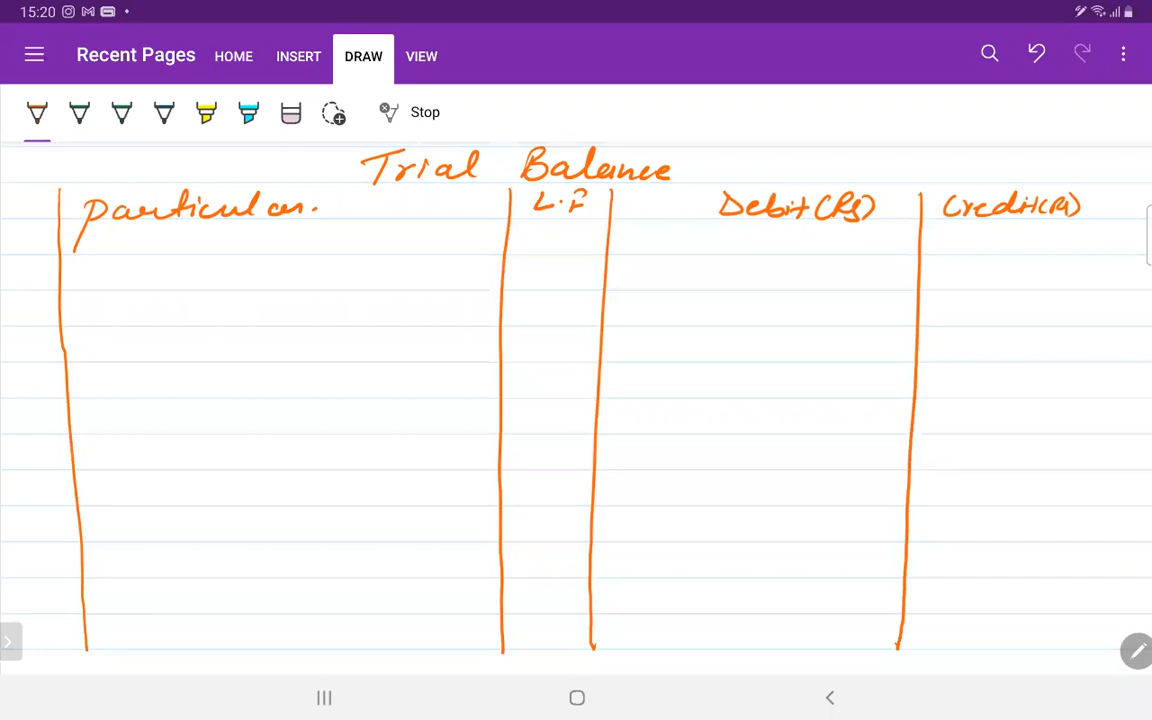 15:20
Recent Pages HOME INSERT DRAW VIEW
Stop
Trial Balance
Particular. L.F Debit (Rs) Credit (Rs)